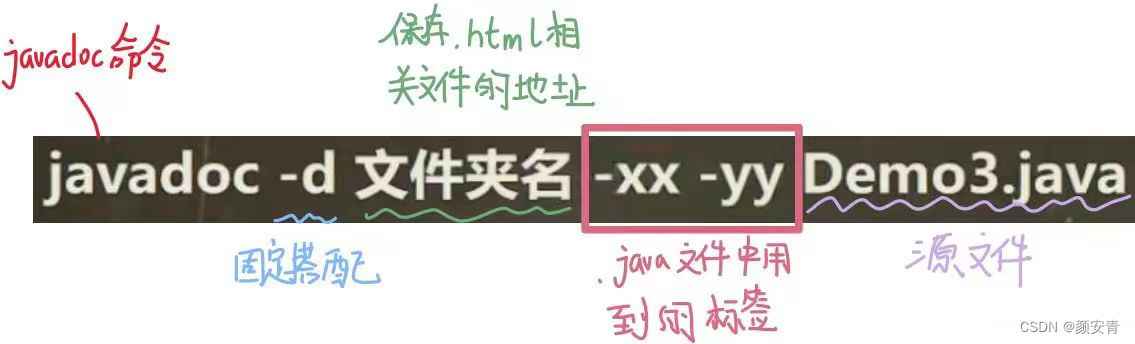 javadoc命令
保存.html相
关文件的地址
javadoc -d 文件夹名 -xx -yy Demo3.java
固定搭配
.java文件中用
到的标签
源文件
CSDN @颜安青